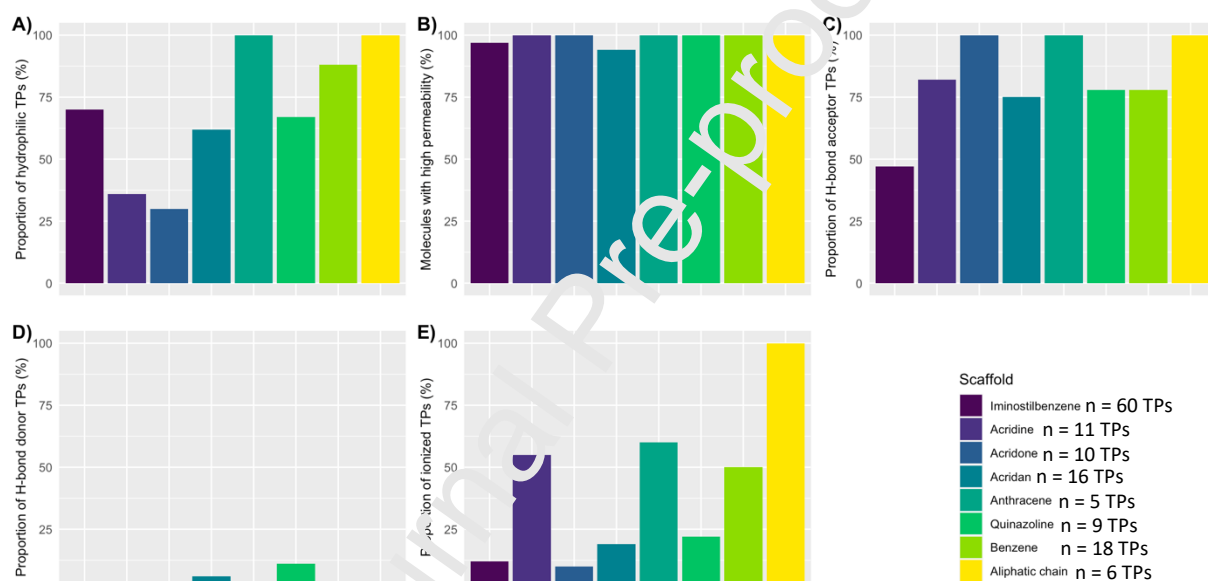 A)
Proportion of hydrophilic TPs (%)
100
75
50
25
0
B)
Molecules with high permeability (%)
100
75
50
25
0
C)
Proportion of H-bond acceptor TPs (%)
100
75
50
25
0
D)
Proportion of H-bond donor TPs (%)
100
75
50
25
E)
Proportion of ionized TPs (%)
100
75
50
25
Scaffold
Iminostilbenzene n = 60 TPs
Acridine n = 11 TPs
Acridone n = 10 TPs
Acridan n = 16 TPs
Anthracene n = 5 TPs
Quinazoline n = 9 TPs
Benzene n = 18 TPs
Aliphatic chain n = 6 TPs